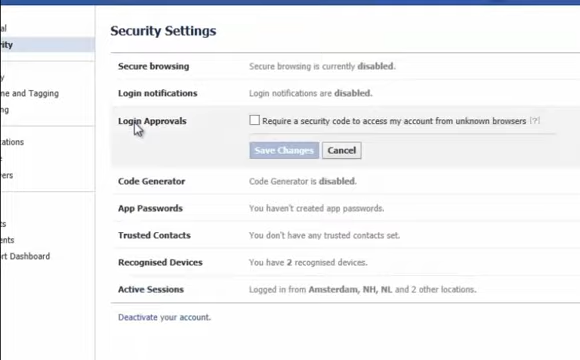 Security Settings
Secure browsing Secure browsing is currently disabled.
Login notifications Login notifications are disabled.
Login Approvals Require a security code to access my account from unknown browsers [?]
Save Changes Cancel
Code Generator Code Generator is disabled.
App Passwords You haven't created app passwords.
Trusted Contacts You don't have any trusted contacts set.
Recognised Devices You have 2 recognised devices.
Active Sessions Logged in from Amsterdam, NH, NL and 2 other locations.
Deactivate your account.
and Tagging
Dashboard